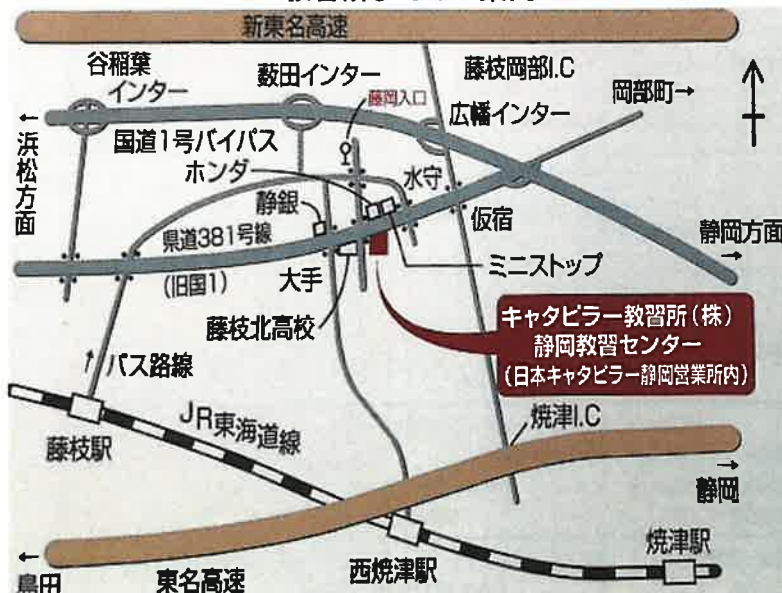 新東名高速
谷稲葉
インター
薮田インター
藤枝岡部I.C
岡部町→
藤岡入口
広幡インター
←
浜松方面
国道1号バイパス
ホンダ
水守
静銀
仮宿
県道381号線
(旧国1)
大手
ミニストップ
静岡方面
→
藤枝北高校
キャタピラー教習所(株)
静岡教習センター
(日本キャタピラー静岡営業所内)
↑
バス路線
JR東海道線
藤枝駅
焼津I.C
→
静岡
←
島田
東名高速
西焼津駅
焼津駅